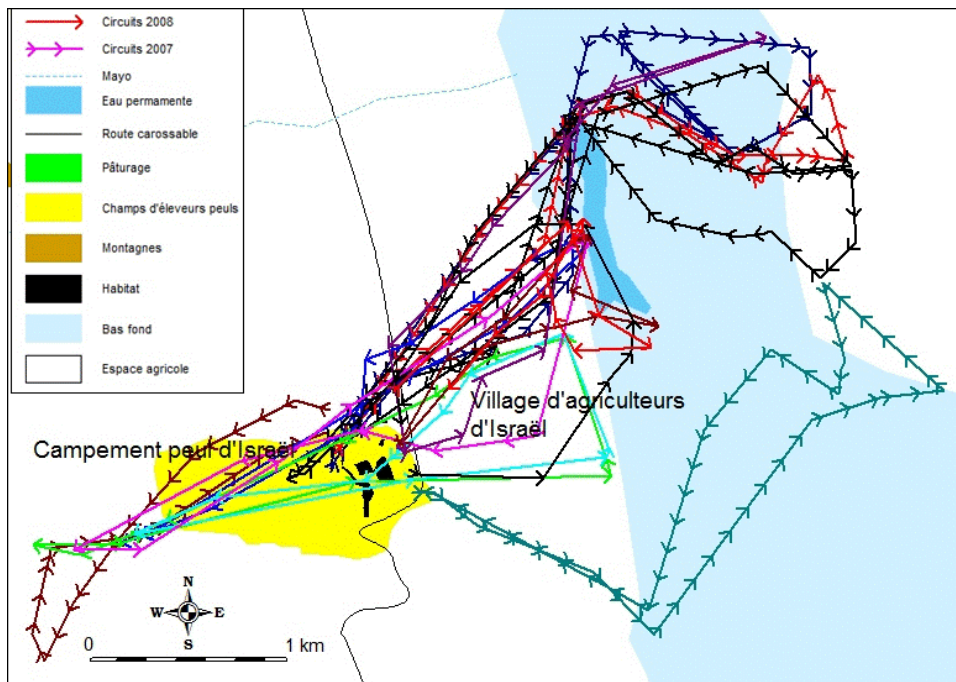 Circuits 2008
Circuits 2007
Mayo
Eau permamente
Route carossable
Pâturage
Champs d'éleveurs peuls
Montagnes
Habitat
Bas fond
Espace agricole
Village d'agriculteurs
d'Israël
Campement peul d'Israël
N
W E
S
0 1 km